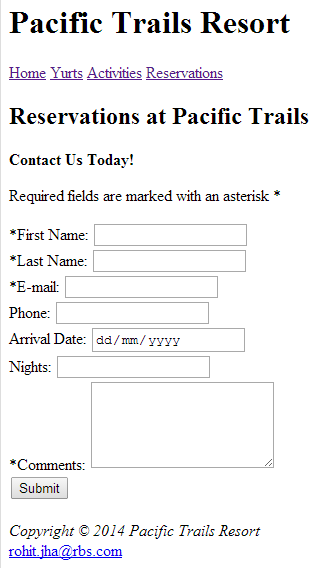 Pacific Trails Resort
Home Yurts Activities Reservations
Reservations at Pacific Trails
Contact Us Today!
Required fields are marked with an asterisk *
*First Name:
*Last Name:
*E-mail:
Phone:
Arrival Date: dd/mm/yyyy
Nights:
*Comments:
Submit
Copyright © 2014 Pacific Trails Resort
rohit.jha@rbs.com